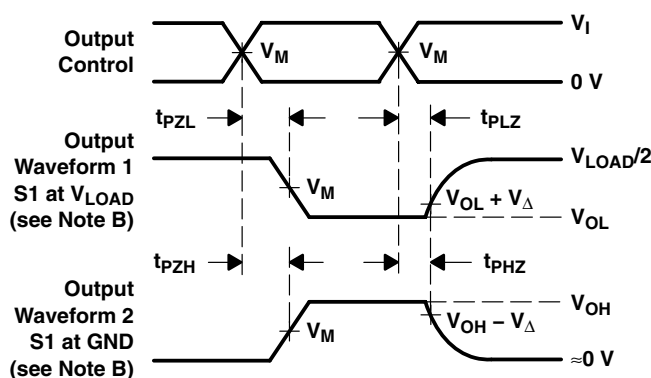 Output
Control
V_M
V_M
V_I
0 V
t_PZL
t_PLZ
Output
Waveform 1
S1 at V_LOAD
(see Note B)
V_M
V_OL + V_Δ
V_LOAD/2
V_OL
t_PZH
t_PHZ
Output
Waveform 2
S1 at GND
(see Note B)
V_M
V_OH − V_Δ
V_OH
≈0 V